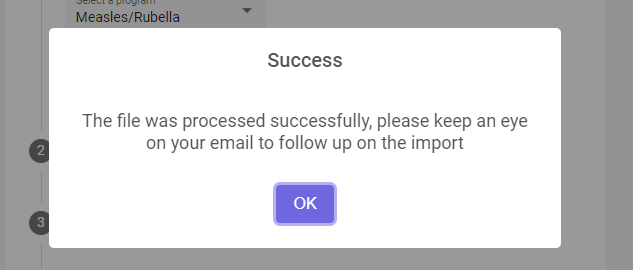 Select a program
Measles/Rubella
Success
The file was processed successfully, please keep an eye
on your email to follow up on the import
2
OK
3